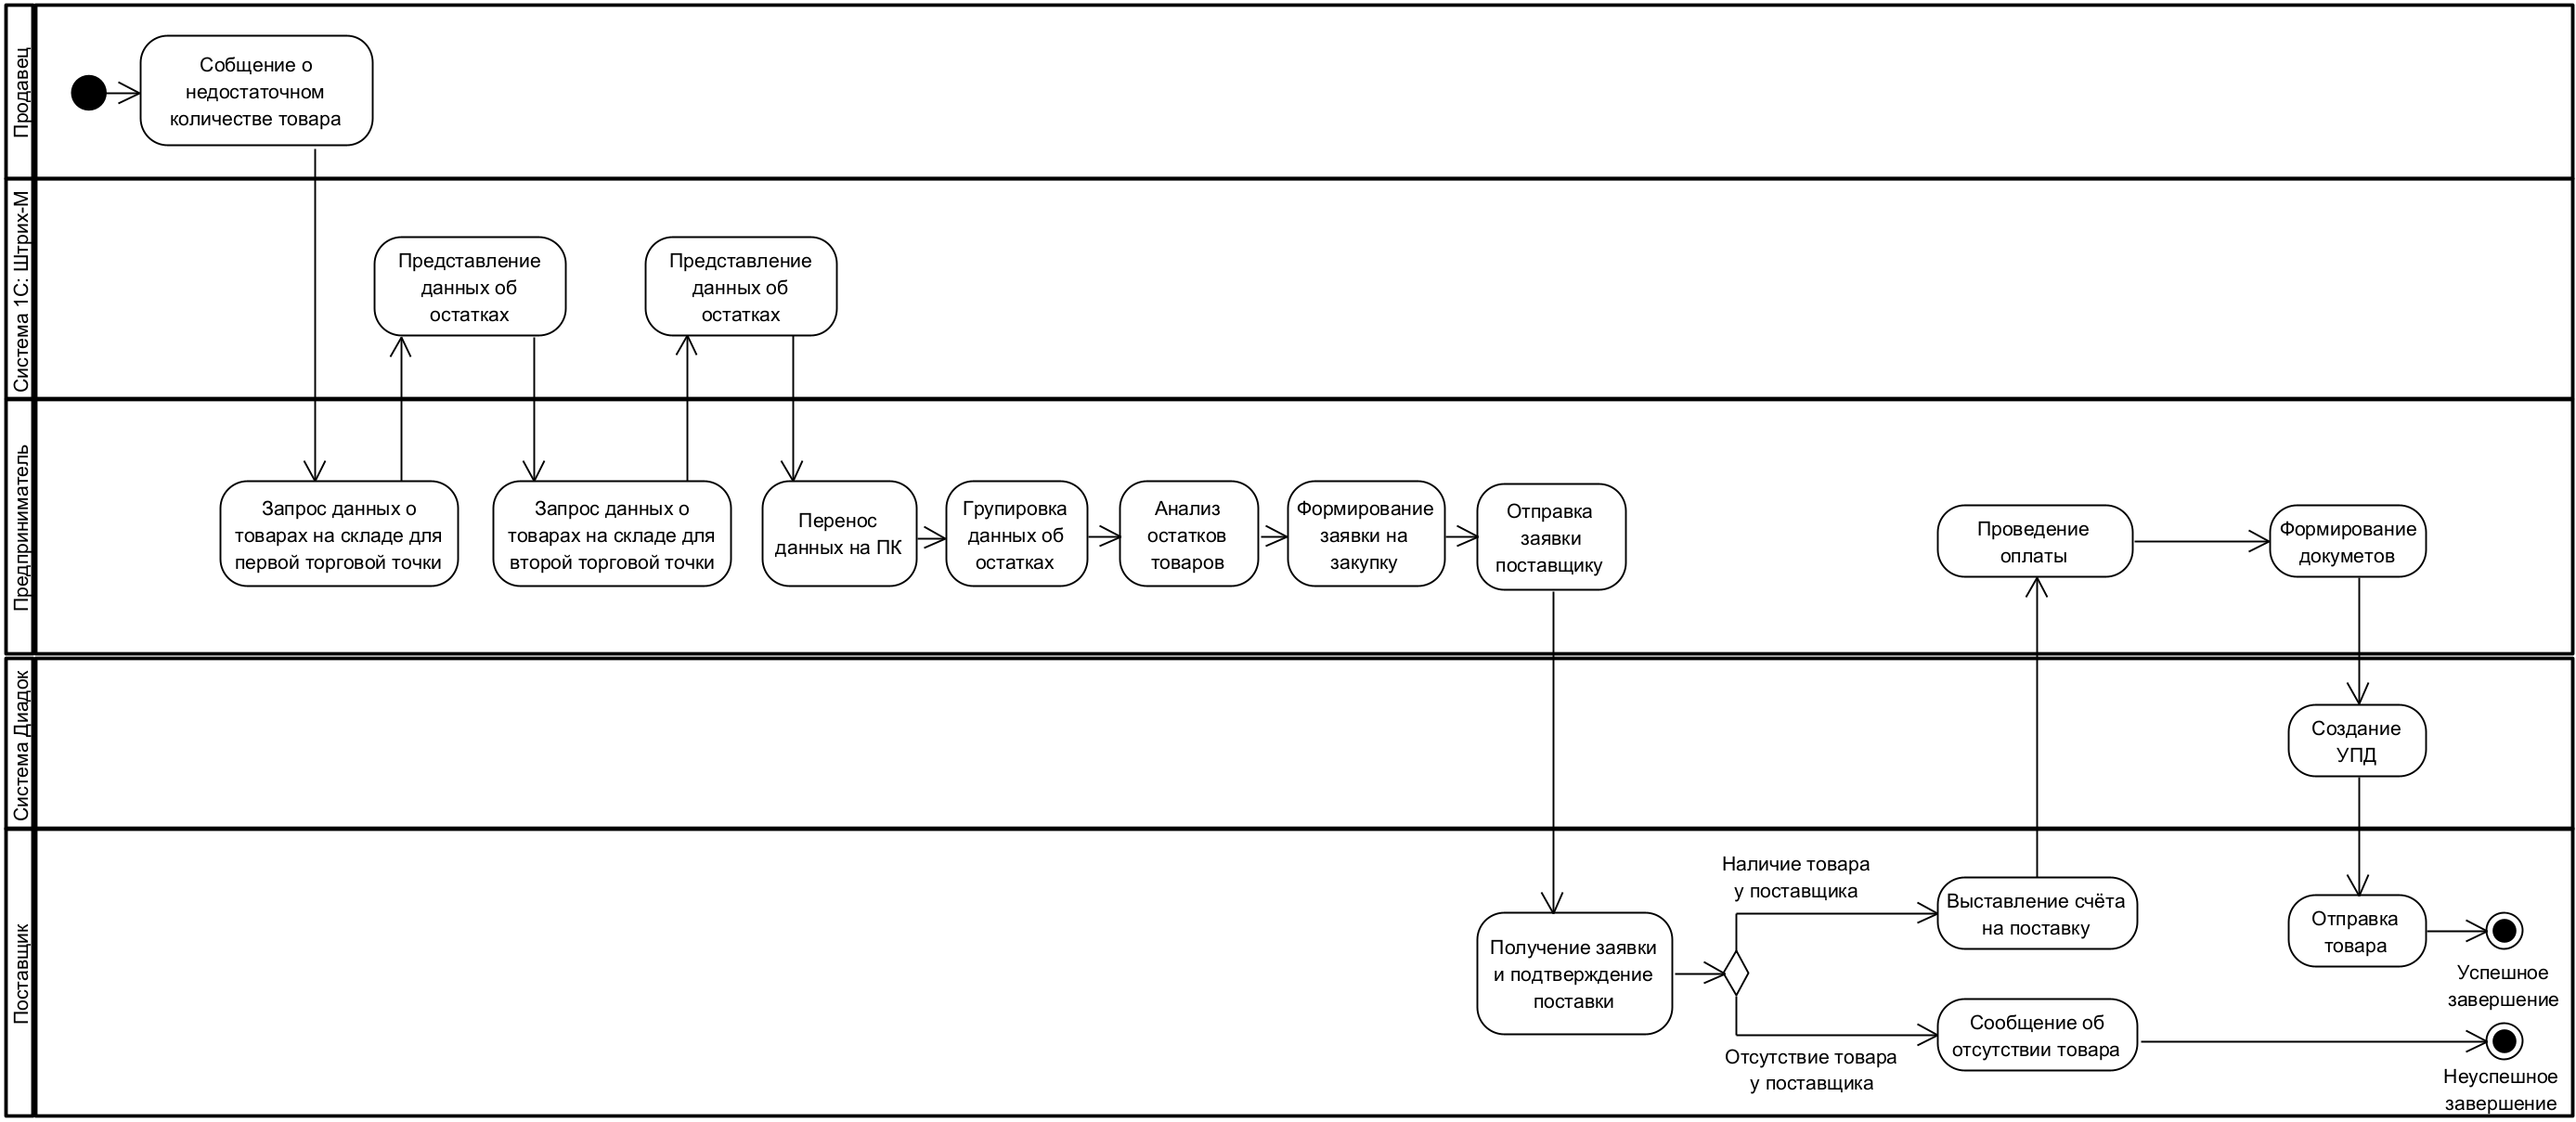 Продавец
Собщение о
недостаточном
количестве товара
Система 1С: Штрих-М
Представление
данных об
остатках
Представление
данных об
остатках
Предприниматель
Запрос данных о
товарах на складе для
первой торговой точки
Запрос данных о
товарах на складе для
второй торговой точки
Перенос
данных на ПК
Групировка
данных об
остатках
Анализ
остатков
товаров
Формирование
заявки на
закупку
Отправка
заявки
поставщику
Проведение
оплаты
Формирование
докуметов
Система Диадок
Создание
УПД
Поставщик
Получение заявки
и подтверждение
поставки
Наличие товара
у поставщика
Выставление счёта
на поставку
Отсутствие товара
у поставщика
Сообщение об
отсутствии товара
Отправка
товара
Успешное
завершение
Неуспешное
завершение